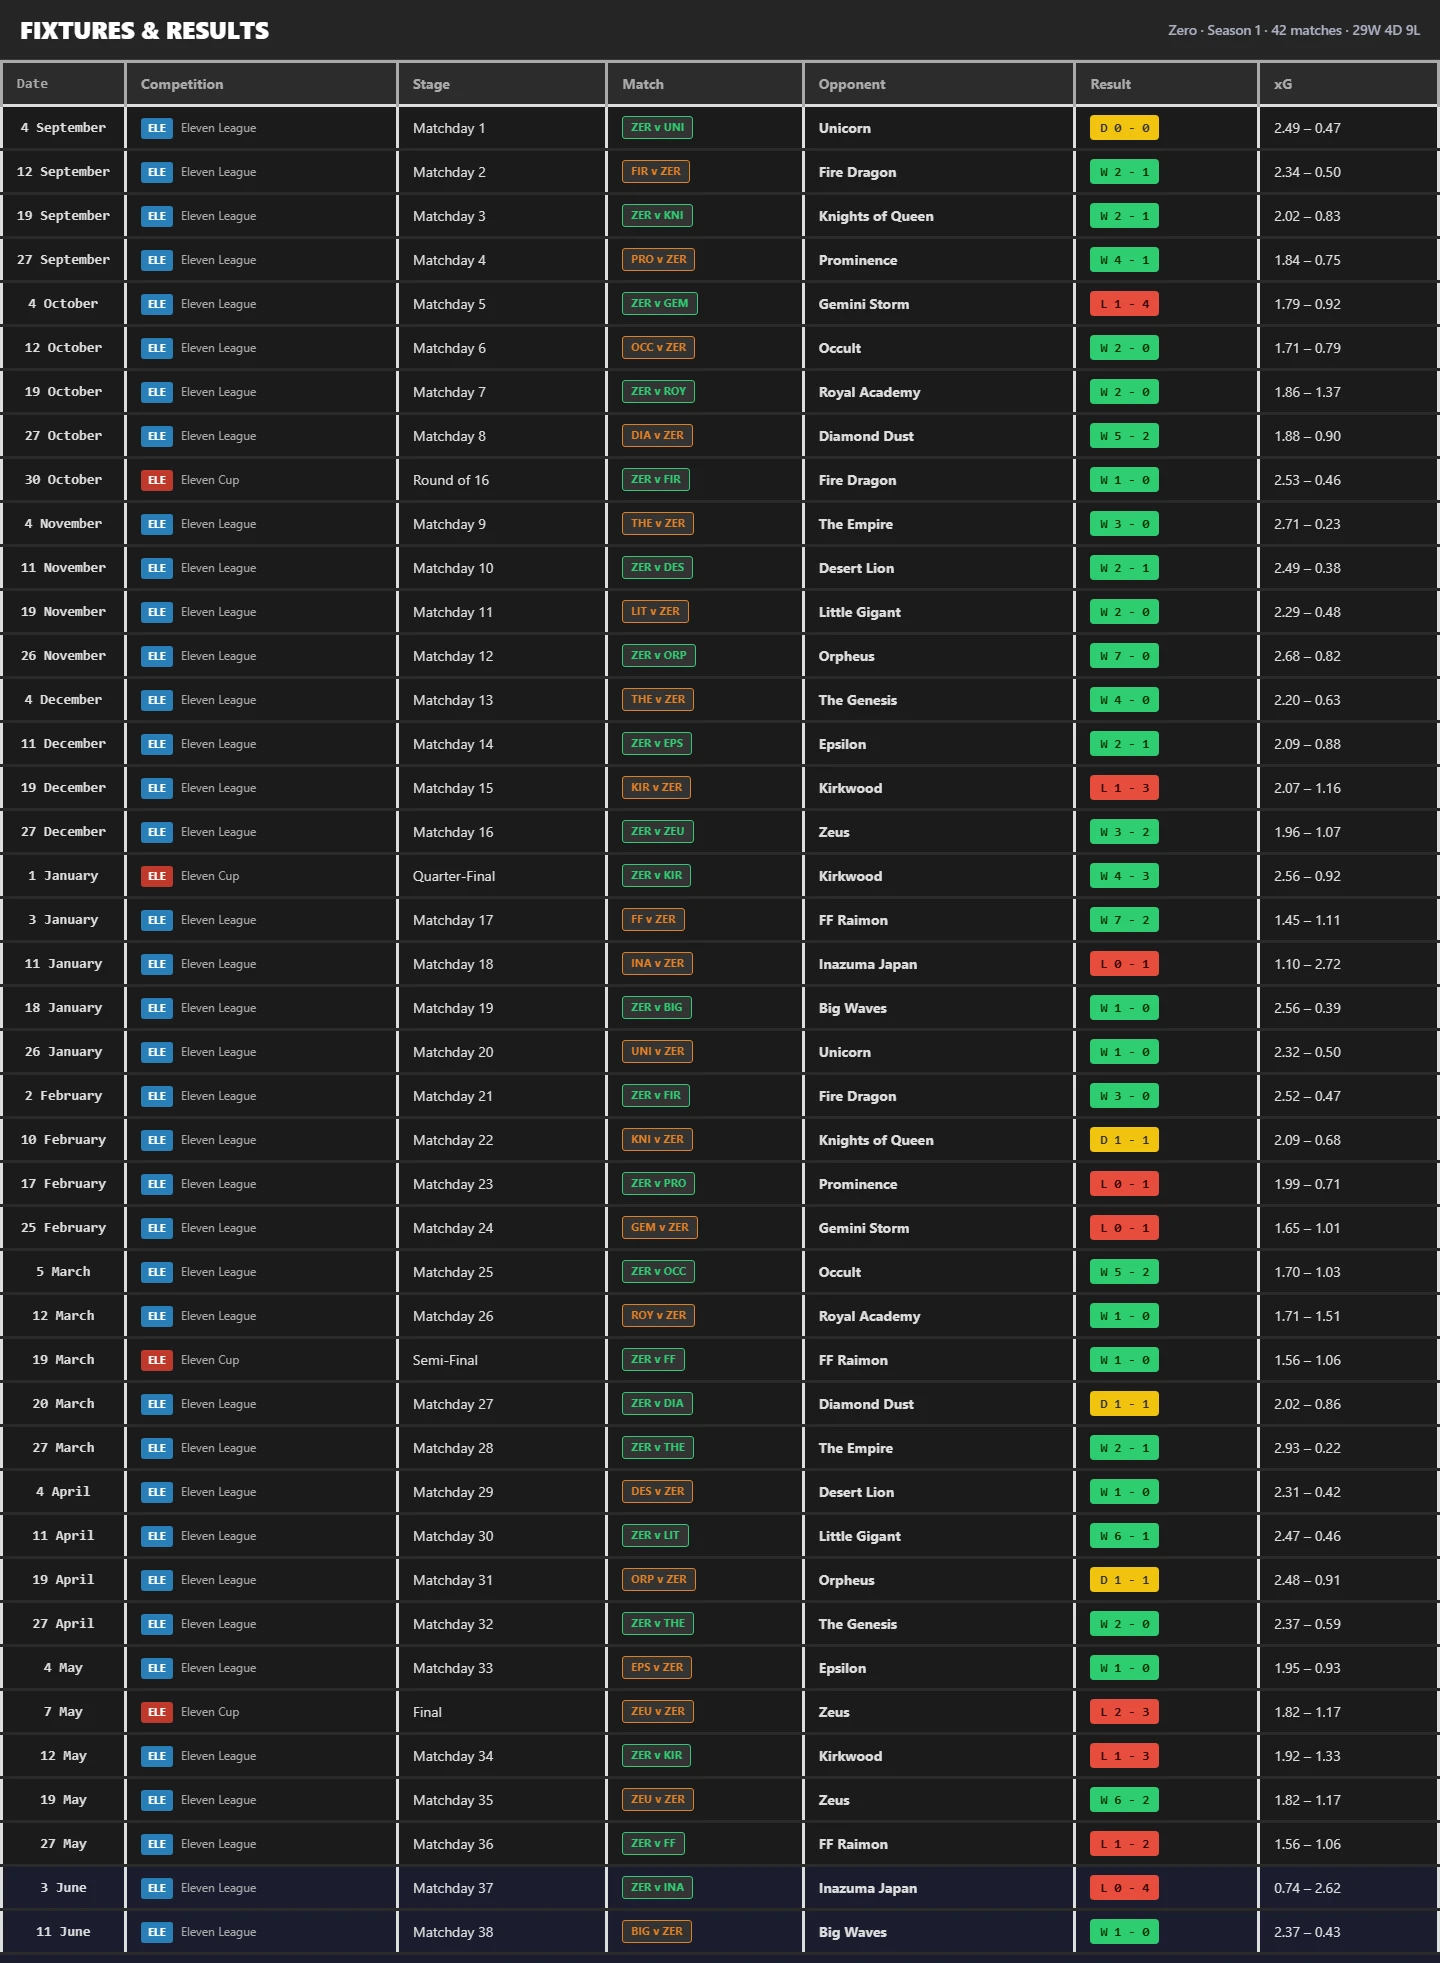 FIXTURES & RESULTS
Zero · Season 1 · 42 matches · 29W 4D 9L
Date Competition Stage Match Opponent Result xG
4 September ELE Eleven League Matchday 1 ZER v UNI Unicorn D 0 - 0 2.49 – 0.47
12 September ELE Eleven League Matchday 2 FIR v ZER Fire Dragon W 2 - 1 2.34 – 0.50
19 September ELE Eleven League Matchday 3 ZER v KNI Knights of Queen W 2 - 1 2.02 – 0.83
27 September ELE Eleven League Matchday 4 PRO v ZER Prominence W 4 - 1 1.84 – 0.75
4 October ELE Eleven League Matchday 5 ZER v GEM Gemini Storm L 1 - 4 1.79 – 0.92
12 October ELE Eleven League Matchday 6 OCC v ZER Occult W 2 - 0 1.71 – 0.79
19 October ELE Eleven League Matchday 7 ZER v ROY Royal Academy W 2 - 0 1.86 – 1.37
27 October ELE Eleven League Matchday 8 DIA v ZER Diamond Dust W 5 - 2 1.88 – 0.90
30 October ELE Eleven Cup Round of 16 ZER v FIR Fire Dragon W 1 - 0 2.53 – 0.46
4 November ELE Eleven League Matchday 9 THE v ZER The Empire W 3 - 0 2.71 – 0.23
11 November ELE Eleven League Matchday 10 ZER v DES Desert Lion W 2 - 1 2.49 – 0.38
19 November ELE Eleven League Matchday 11 LIT v ZER Little Gigant W 2 - 0 2.29 – 0.48
26 November ELE Eleven League Matchday 12 ZER v ORP Orpheus W 7 - 0 2.68 – 0.82
4 December ELE Eleven League Matchday 13 THE v ZER The Genesis W 4 - 0 2.20 – 0.63
11 December ELE Eleven League Matchday 14 ZER v EPS Epsilon W 2 - 1 2.09 – 0.88
19 December ELE Eleven League Matchday 15 KIR v ZER Kirkwood L 1 - 3 2.07 – 1.16
27 December ELE Eleven League Matchday 16 ZER v ZEU Zeus W 3 - 2 1.96 – 1.07
1 January ELE Eleven Cup Quarter-Final ZER v KIR Kirkwood W 4 - 3 2.56 – 0.92
3 January ELE Eleven League Matchday 17 FF v ZER FF Raimon W 7 - 2 1.45 – 1.11
11 January ELE Eleven League Matchday 18 INA v ZER Inazuma Japan L 0 - 1 1.10 – 2.72
18 January ELE Eleven League Matchday 19 ZER v BIG Big Waves W 1 - 0 2.56 – 0.39
26 January ELE Eleven League Matchday 20 UNI v ZER Unicorn W 1 - 0 2.32 – 0.50
2 February ELE Eleven League Matchday 21 ZER v FIR Fire Dragon W 3 - 0 2.52 – 0.47
10 February ELE Eleven League Matchday 22 KNI v ZER Knights of Queen D 1 - 1 2.09 – 0.68
17 February ELE Eleven League Matchday 23 ZER v PRO Prominence L 0 - 1 1.99 – 0.71
25 February ELE Eleven League Matchday 24 GEM v ZER Gemini Storm L 0 - 1 1.65 – 1.01
5 March ELE Eleven League Matchday 25 ZER v OCC Occult W 5 - 2 1.70 – 1.03
12 March ELE Eleven League Matchday 26 ROY v ZER Royal Academy W 1 - 0 1.71 – 1.51
19 March ELE Eleven Cup Semi-Final ZER v FF FF Raimon W 1 - 0 1.56 – 1.06
20 March ELE Eleven League Matchday 27 ZER v DIA Diamond Dust D 1 - 1 2.02 – 0.86
27 March ELE Eleven League Matchday 28 ZER v THE The Empire W 2 - 1 2.93 – 0.22
4 April ELE Eleven League Matchday 29 DES v ZER Desert Lion W 1 - 0 2.31 – 0.42
11 April ELE Eleven League Matchday 30 ZER v LIT Little Gigant W 6 - 1 2.47 – 0.46
19 April ELE Eleven League Matchday 31 ORP v ZER Orpheus D 1 - 1 2.48 – 0.91
27 April ELE Eleven League Matchday 32 ZER v THE The Genesis W 2 - 0 2.37 – 0.59
4 May ELE Eleven League Matchday 33 EPS v ZER Epsilon W 1 - 0 1.95 – 0.93
7 May ELE Eleven Cup Final ZEU v ZER Zeus L 2 - 3 1.82 – 1.17
12 May ELE Eleven League Matchday 34 ZER v KIR Kirkwood L 1 - 3 1.92 – 1.33
19 May ELE Eleven League Matchday 35 ZEU v ZER Zeus W 6 - 2 1.82 – 1.17
27 May ELE Eleven League Matchday 36 ZER v FF FF Raimon L 1 - 2 1.56 – 1.06
3 June ELE Eleven League Matchday 37 ZER v INA Inazuma Japan L 0 - 4 0.74 – 2.62
11 June ELE Eleven League Matchday 38 BIG v ZER Big Waves W 1 - 0 2.37 – 0.43